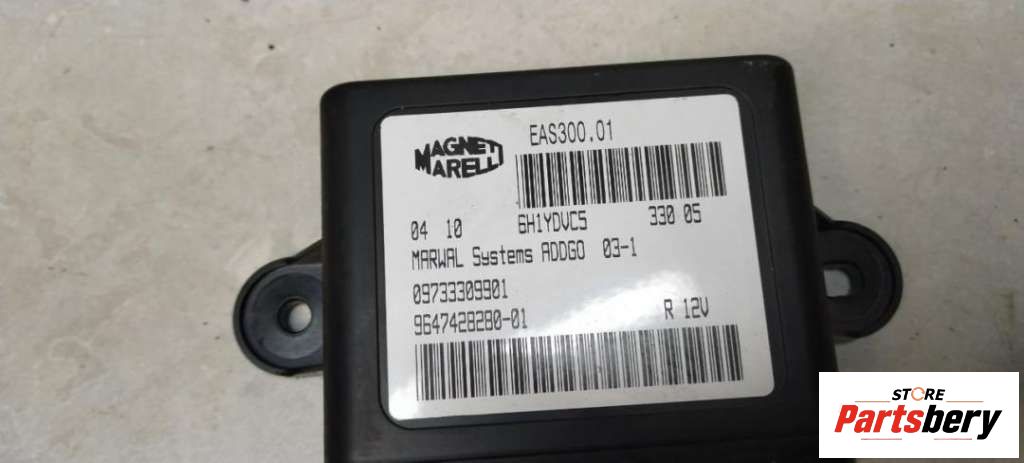 MAGNETI
MARELLI
EAS300.01
04 10 6H1YDVC5 330 05
MARWAL Systems ADDGO 03-1
09733309901
9647428280-01 R 12V
STORE
Partsbery